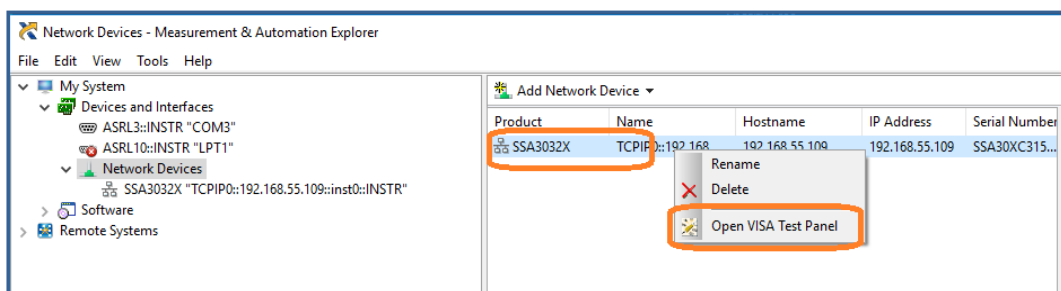 Network Devices - Measurement & Automation Explorer
File Edit View Tools Help
My System
Devices and Interfaces
ASRL3::INSTR "COM3"
ASRL10::INSTR "LPT1"
Network Devices
SSA3032X "TCPIP0::192.168.55.109::inst0::INSTR"
Software
Remote Systems
Add Network Device
Product Name Hostname IP Address Serial Number
SSA3032X TCPIP0::192.168 192.168.55.109 192.168.55.109 SSA30XC315...
Rename
Delete
Open VISA Test Panel